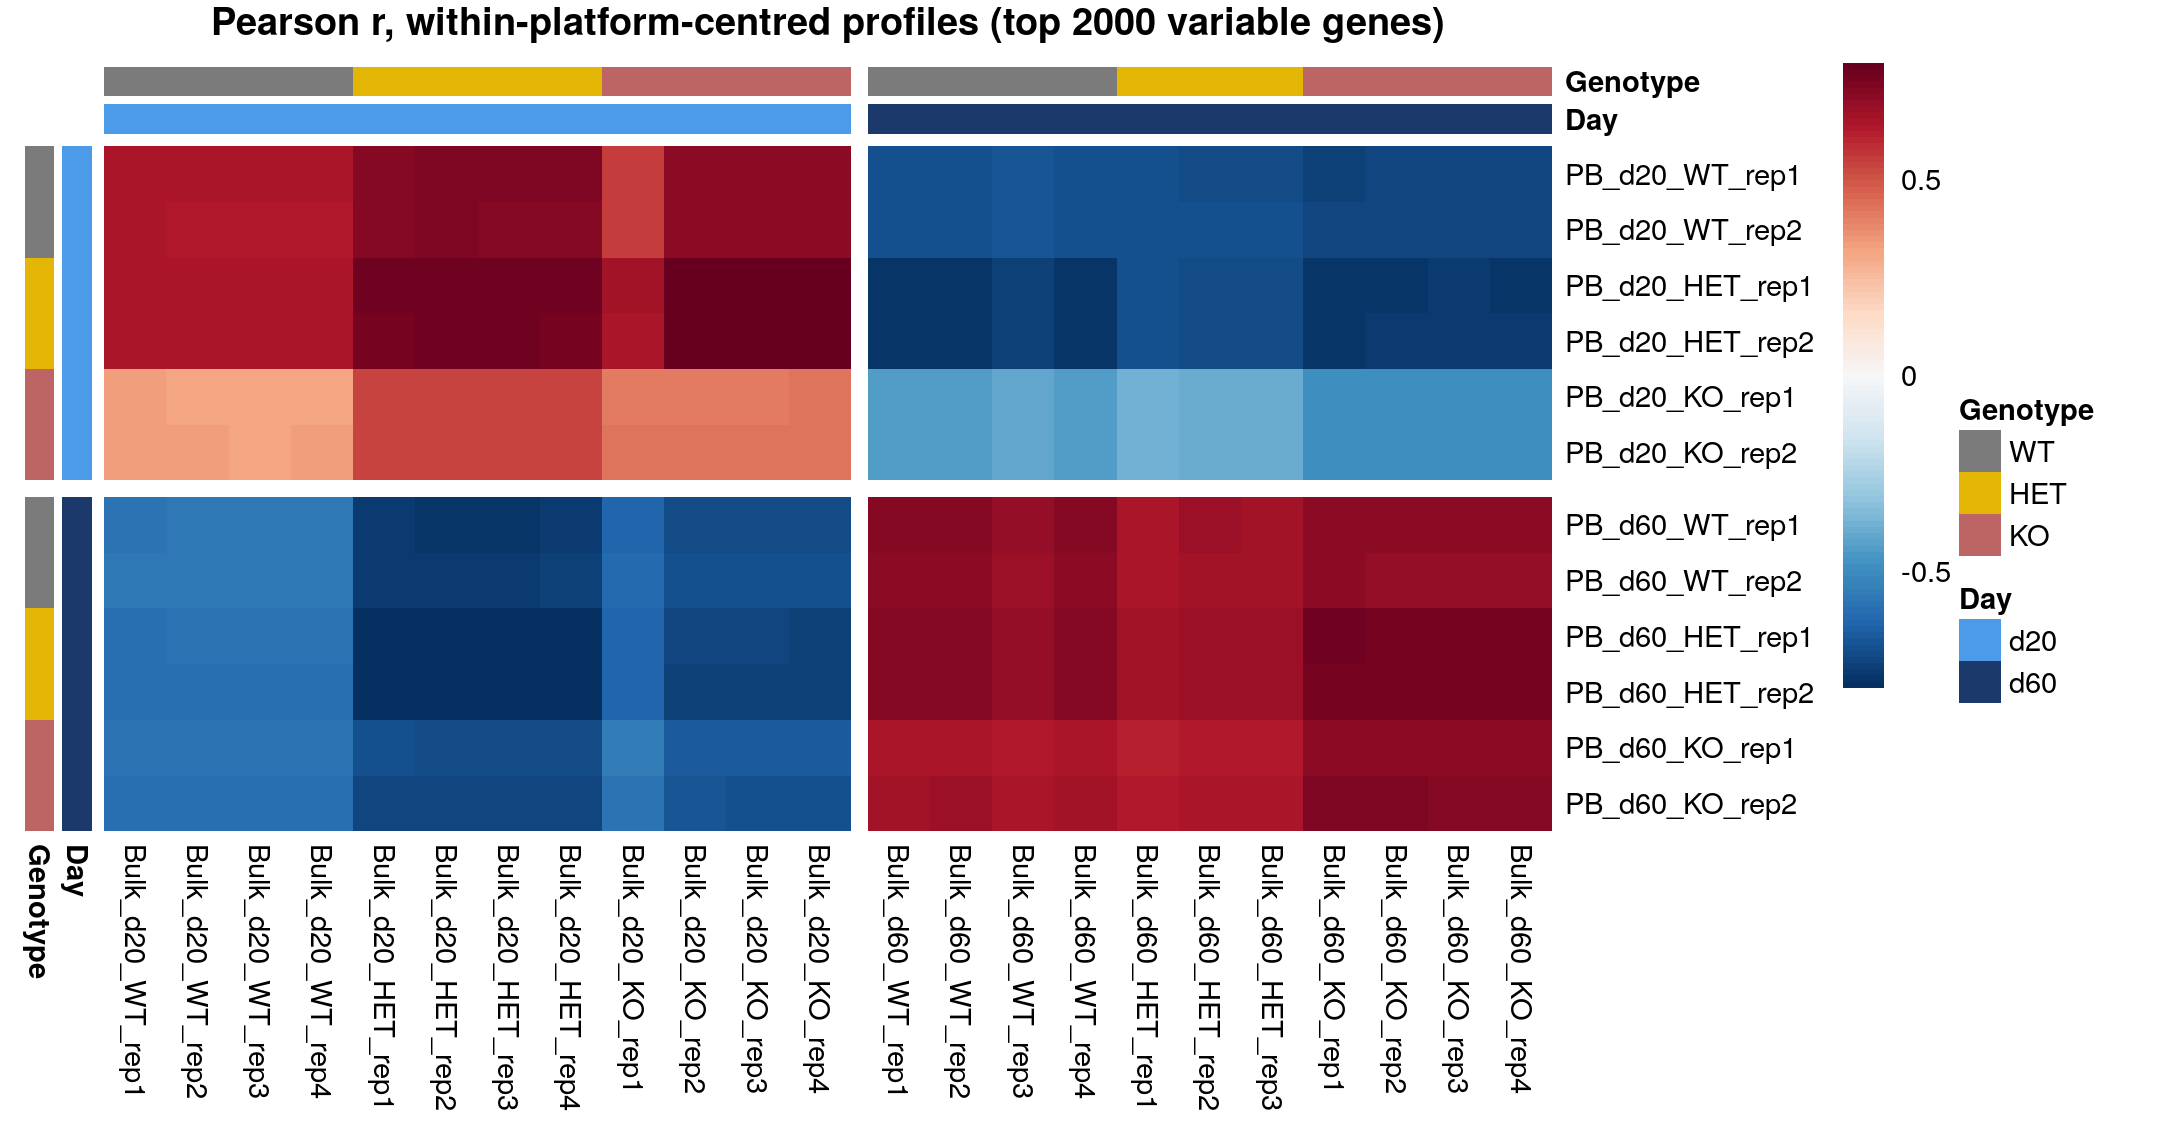 Pearson r, within-platform-centred profiles (top 2000 variable genes)
Genotype
Day
PB_d20_WT_rep1
PB_d20_WT_rep2
PB_d20_HET_rep1
PB_d20_HET_rep2
PB_d20_KO_rep1
PB_d20_KO_rep2
PB_d60_WT_rep1
PB_d60_WT_rep2
PB_d60_HET_rep1
PB_d60_HET_rep2
PB_d60_KO_rep1
PB_d60_KO_rep2
Genotype
Day
Bulk_d20_WT_rep1
Bulk_d20_WT_rep2
Bulk_d20_WT_rep3
Bulk_d20_WT_rep4
Bulk_d20_HET_rep1
Bulk_d20_HET_rep2
Bulk_d20_HET_rep3
Bulk_d20_HET_rep4
Bulk_d20_KO_rep1
Bulk_d20_KO_rep2
Bulk_d20_KO_rep3
Bulk_d20_KO_rep4
Bulk_d60_WT_rep1
Bulk_d60_WT_rep2
Bulk_d60_WT_rep3
Bulk_d60_WT_rep4
Bulk_d60_HET_rep1
Bulk_d60_HET_rep2
Bulk_d60_HET_rep3
Bulk_d60_KO_rep1
Bulk_d60_KO_rep2
Bulk_d60_KO_rep3
Bulk_d60_KO_rep4
0.5
0
-0.5
Genotype
WT
HET
KO
Day
d20
d60